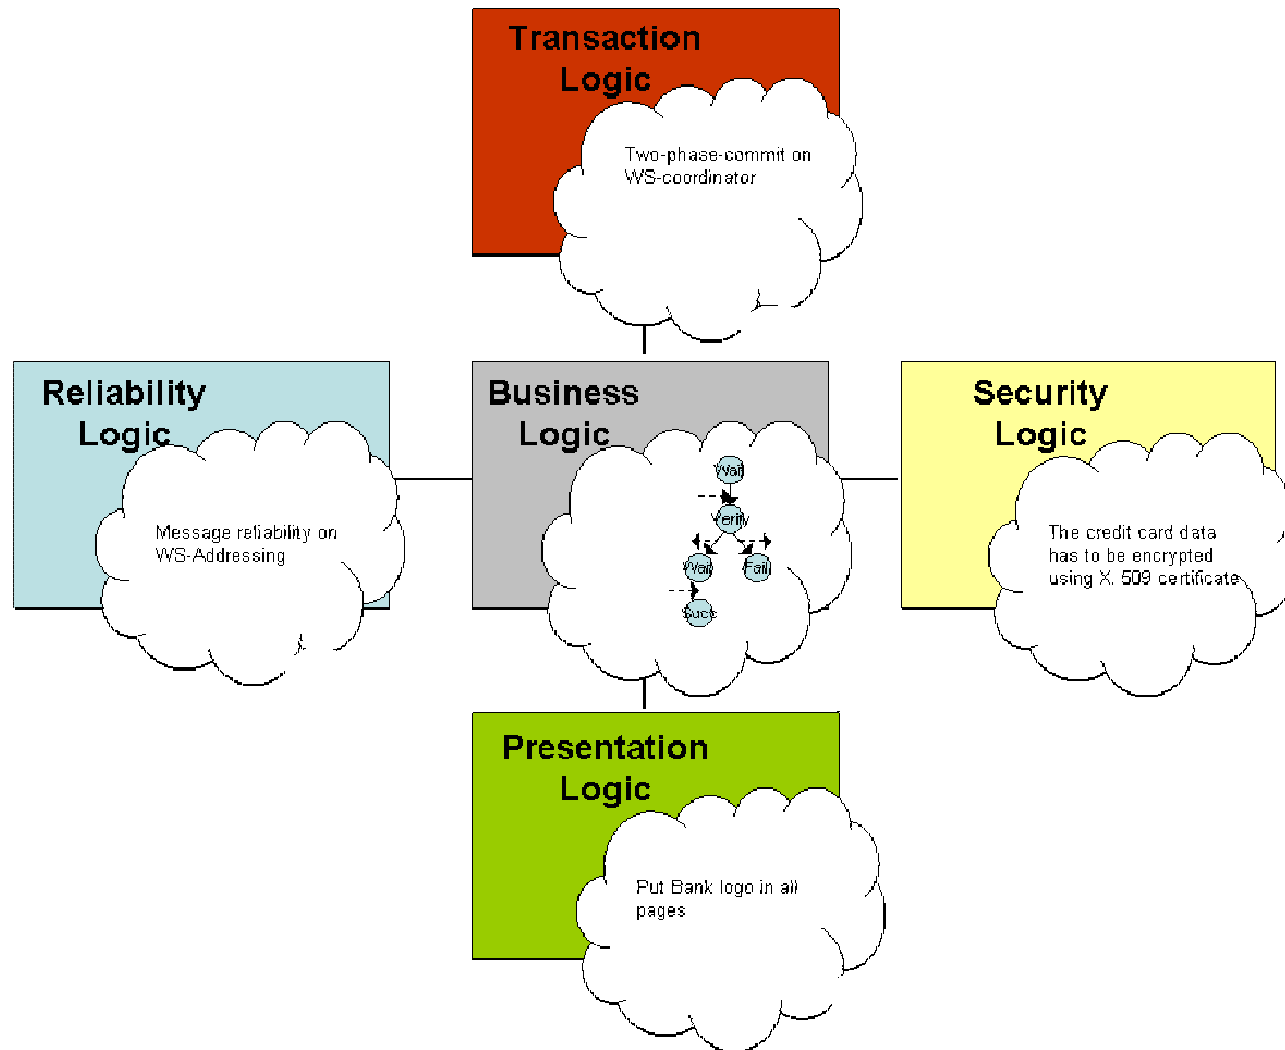 Transaction
Logic
Two-phase-commit on
WS-coordinator
Reliability
Logic
Message reliability on
WS-Addressing
Business
Logic
Wait
Verify
Wait
Fail
Succ
Security
Logic
The credit card data
has to be encrypted
using X. 509 certificate
Presentation
Logic
Put Bank logo in all
pages